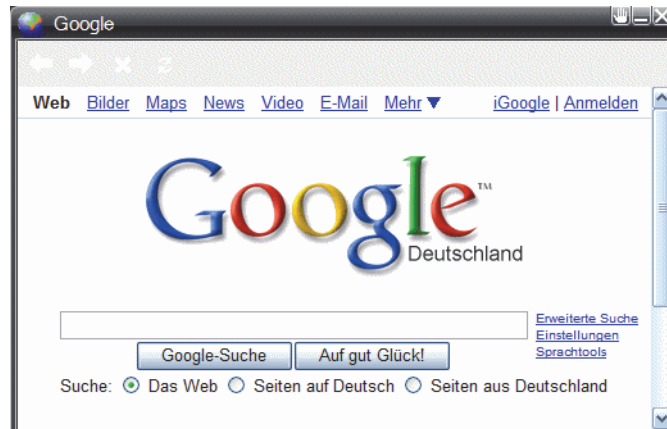 Google
Web Bilder Maps News Video E-Mail Mehr ▼ iGoogle | Anmelden
Google™
Deutschland
Erweiterte Suche
Einstellungen
Sprachtools
Google-Suche Auf gut Glück!
Suche: Das Web Seiten auf Deutsch Seiten aus Deutschland